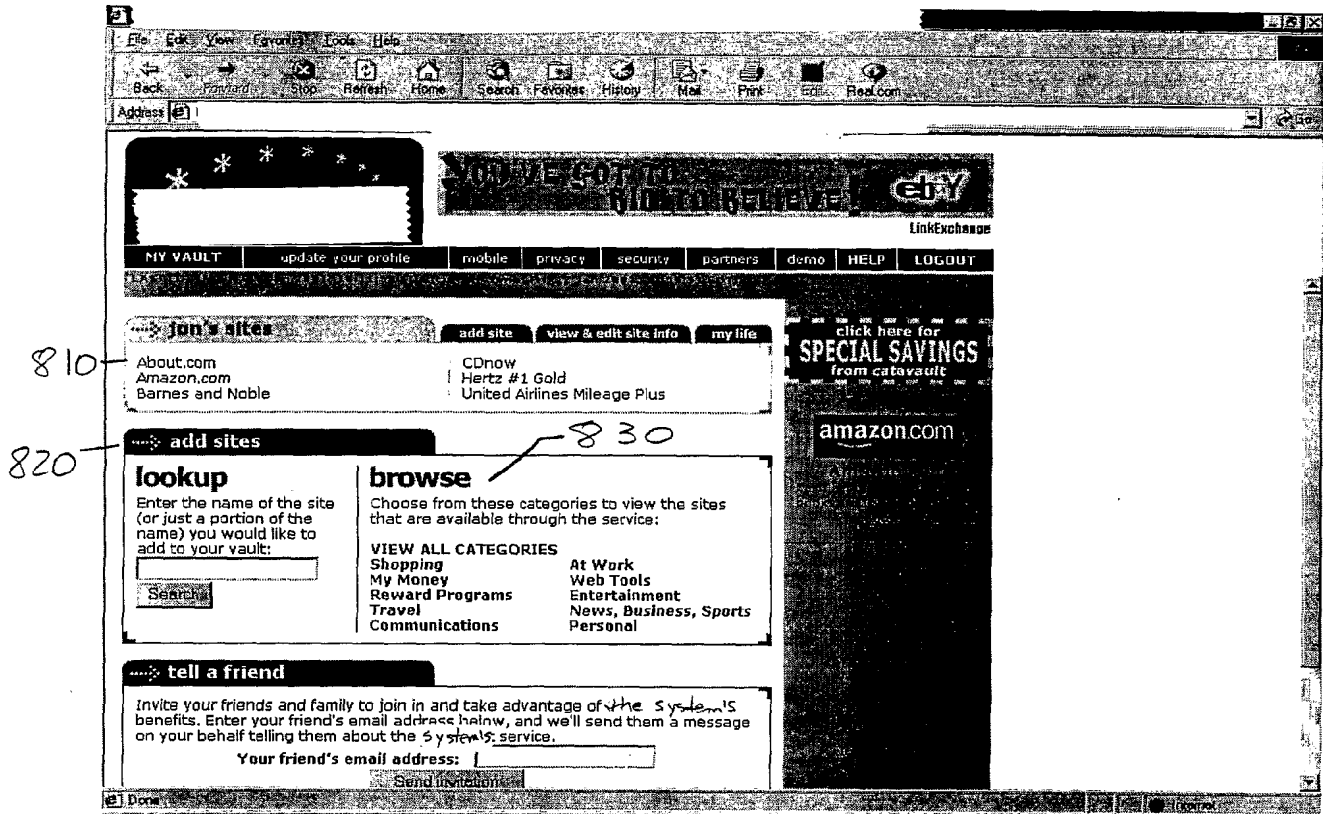 File Edit View Favorites Tools Help
Back Forward Stop Refresh Home Search Favorites History Mail Print Edit Real.com
Address Go
YOU'VE GOT TO
BID TO BELIEVE! ebY
LinkExchange
MY VAULT update your profile mobile privacy security partners demo HELP LOGOUT
jon's sites add site view & edit site info my life
810
About.com CDnow
Amazon.com Hertz #1 Gold
Barnes and Noble United Airlines Mileage Plus
click here for
SPECIAL SAVINGS
from catavault
amazon.com
820
add sites
830
lookup
Enter the name of the site
(or just a portion of the
name) you would like to
add to your vault:
Search
browse
Choose from these categories to view the sites
that are available through the service:
VIEW ALL CATEGORIES
Shopping At Work
My Money Web Tools
Reward Programs Entertainment
Travel News, Business, Sports
Communications Personal
tell a friend
Invite your friends and family to join in and take advantage of the System's
benefits. Enter your friend's email address below, and we'll send them a message
on your behalf telling them about the System's service.
Your friend's email address:
Send invitation
Done Internet